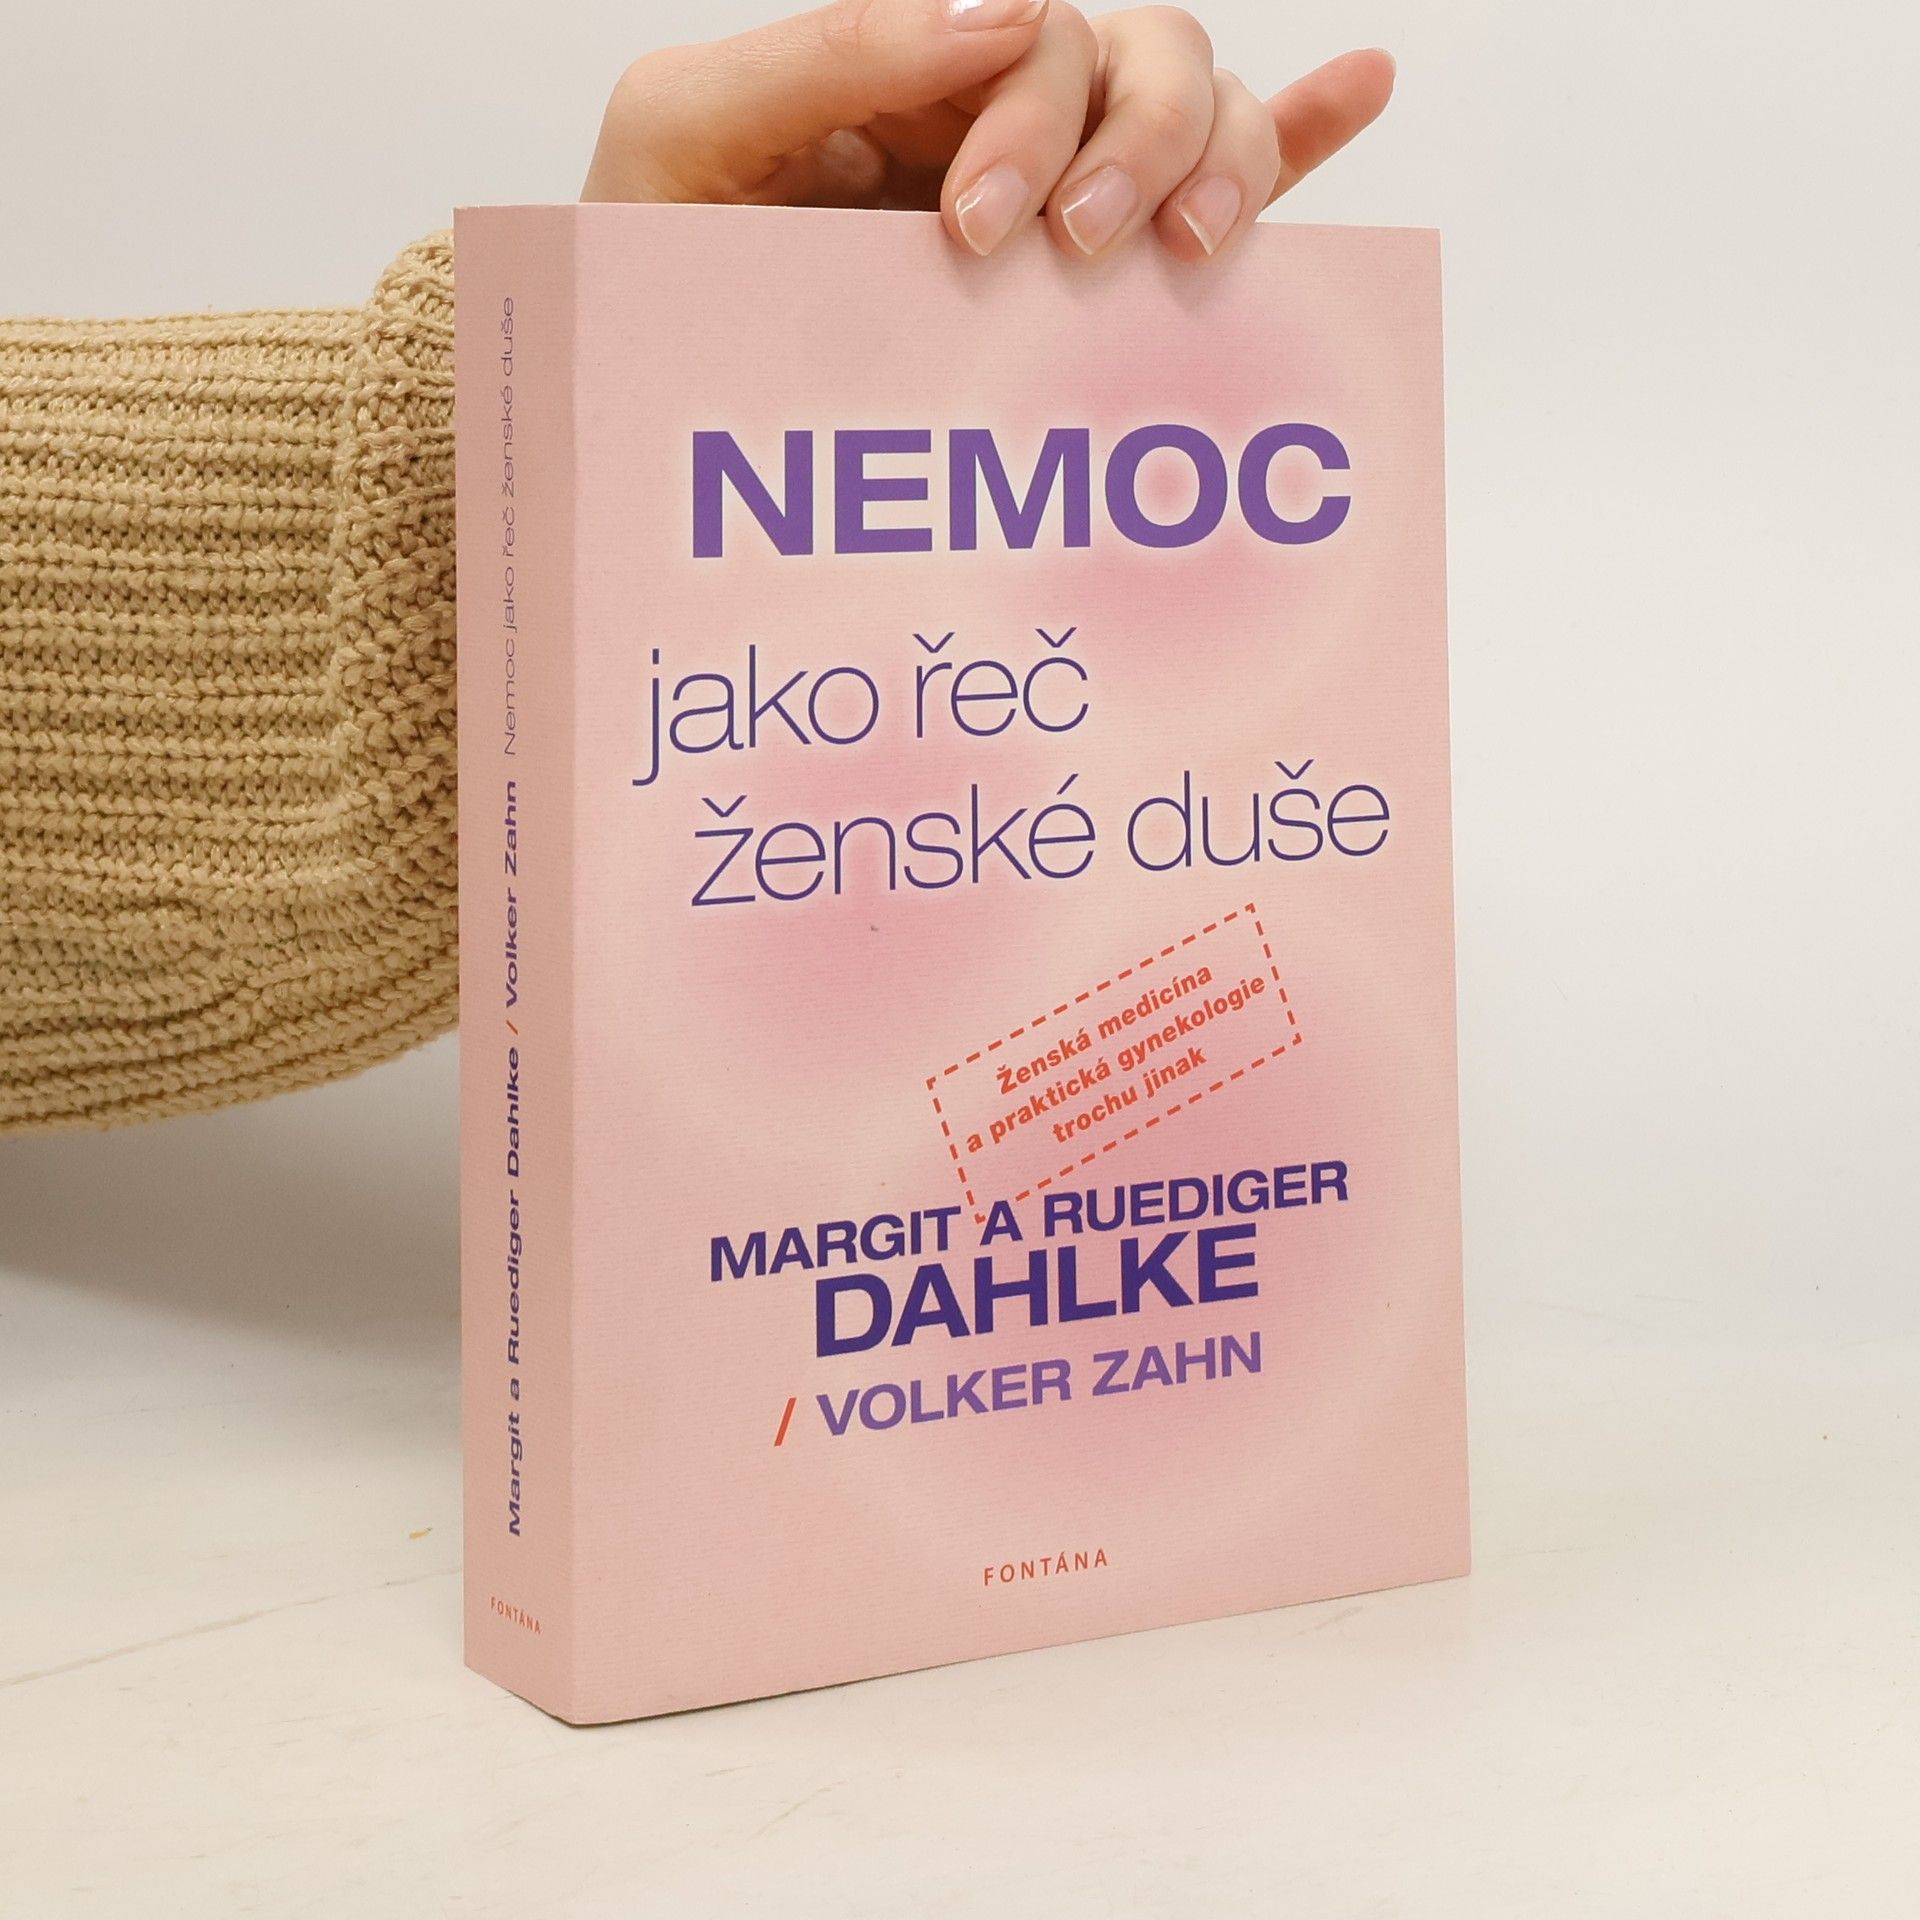 NEMOC
jako řeč
ženské duše
Ženská medicína
a praktická gynekologie
trochu jinak
MARGIT A RUEDIGER
DAHLKE
/ VOLKER ZAHN
FONTÁNA
Margit a Ruediger Dahlke / Volker Zahn Nemoc jako řeč ženské duše
FONTÁNA